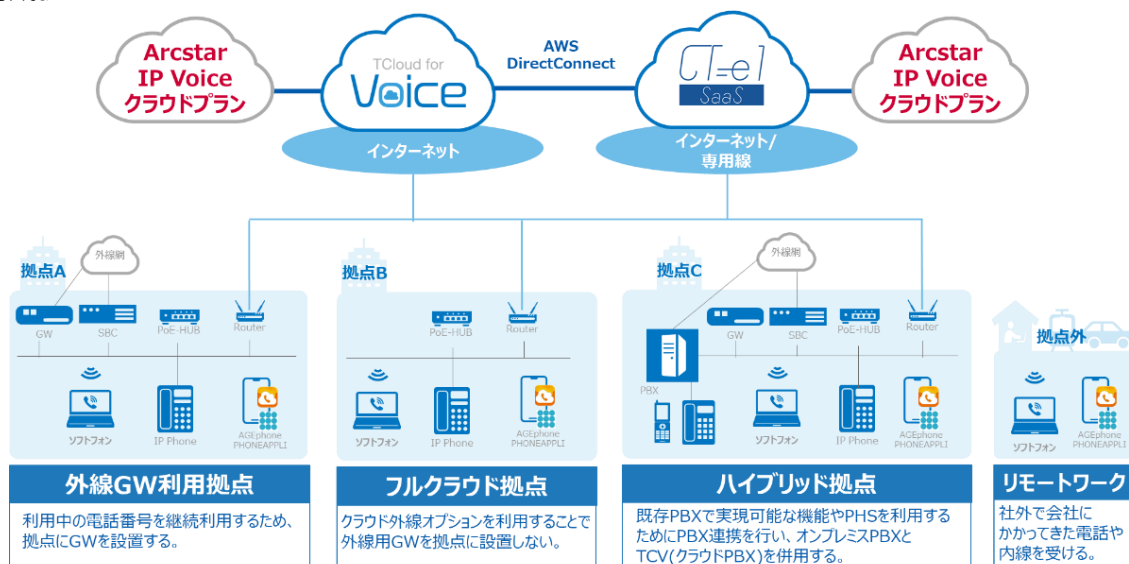 Arcstar
IP Voice
クラウドプラン
TCloud for
Voice
AWS
DirectConnect
CT-e1
SaaS
Arcstar
IP Voice
クラウドプラン
インターネット
インターネット/
専用線
拠点A
外線網
GW
SBC
PoE-HUB
Router
ソフトフォン
IP Phone
AGEphone
PHONEAPPLI
拠点B
PoE-HUB
Router
ソフトフォン
IP Phone
AGEphone
PHONEAPPLI
拠点C
外線網
PBX
GW
SBC
PoE-HUB
Router
ソフトフォン
IP Phone
AGEphone
PHONEAPPLI
拠点外
ソフトフォン
AGEphone
PHONEAPPLI
外線GW利用拠点
利用中の電話番号を継続利用するため、
拠点にGWを設置する。
フルクラウド拠点
クラウド外線オプションを利用することで
外線用GWを拠点に設置しない。
ハイブリッド拠点
既存PBXで実現可能な機能やPHSを利用する
ためにPBX連携を行い、オンプレミスPBXと
TCV(クラウドPBX)を併用する。
リモートワーク
社外で会社に
かかってきた電話や
内線を受ける。